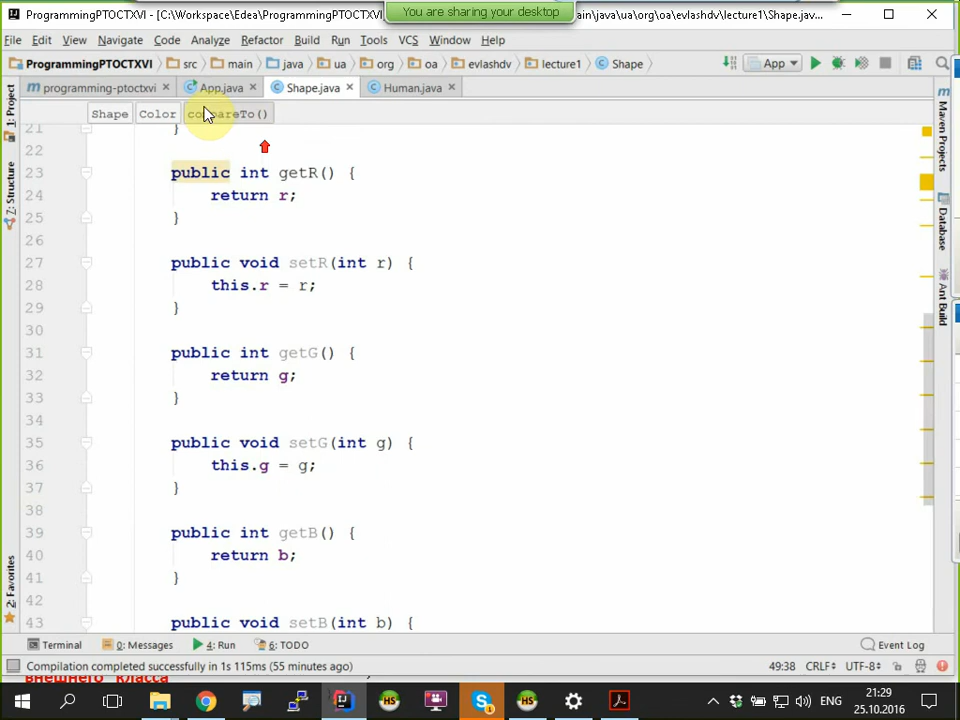 You are sharing your desktop
ProgrammingPTOCTXVI - [C:\Workspace\Edea\ProgrammingPTOCTXVI ain\java\ua\org\oa\evlashdv\lecture1\Shape.jav...
File Edit View Navigate Code Analyze Refactor Build Run Tools VCS Window Help
ProgrammingPTOCTXVI src main java ua org oa evlashdv lecture1 Shape App
programming-ptoctxvi App.java Shape.java Human.java
Shape Color compareTo()
21 }
22
23 public int getR() {
24 return r;
25 }
26
27 public void setR(int r) {
28 this.r = r;
29 }
30
31 public int getG() {
32 return g;
33 }
34
35 public void setG(int g) {
36 this.g = g;
37 }
38
39 public int getB() {
40 return b;
41 }
42
43 public void setB(int b) {
1: Project
7: Structure
2: Favorites
Maven Projects
Database
Ant Build
Terminal 0: Messages 4: Run 6: TODO Event Log
Compilation completed successfully in 1s 115ms (55 minutes ago) 49:38 CRLF UTF-8
внешнего класса
ENG 21:29
25.10.2016